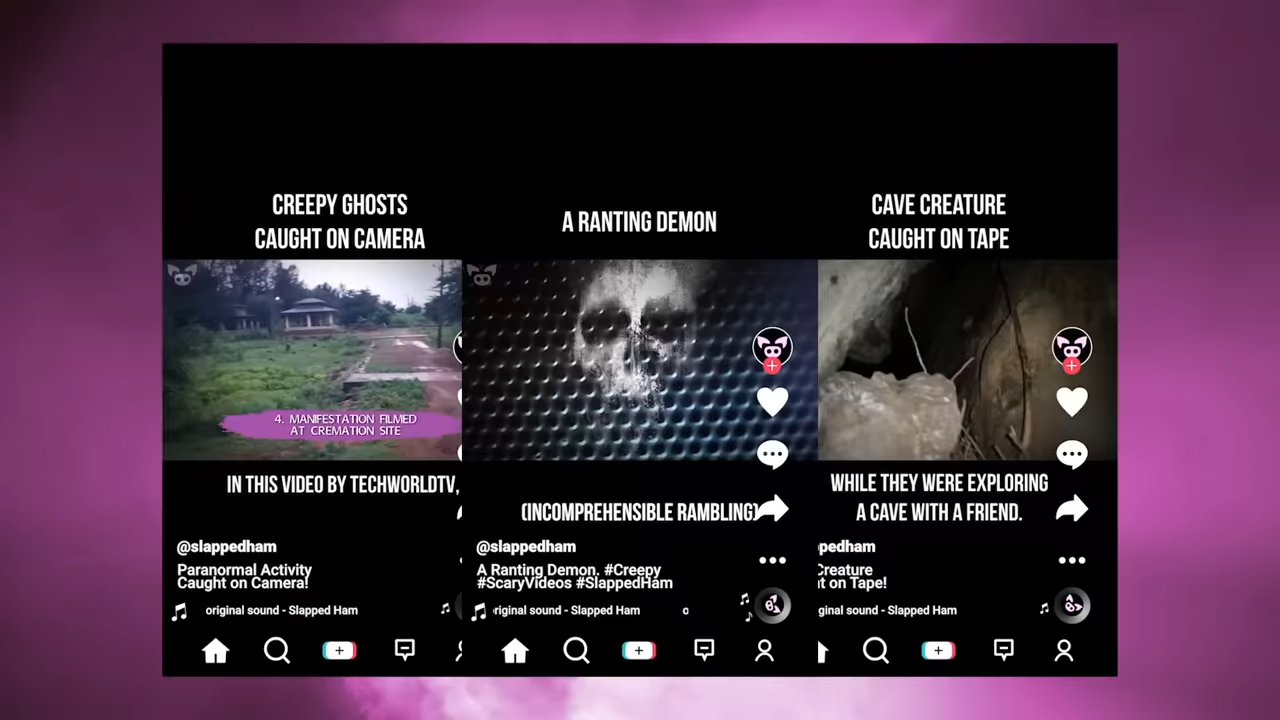 CREEPY GHOSTS
CAUGHT ON CAMERA
4. MANIFESTATION FILMED
AT CREMATION SITE
IN THIS VIDEO BY TECHWORLDTV,
@slappedham
Paranormal Activity
Caught on Camera!
original sound - Slapped Ham
A RANTING DEMON
(INCOMPREHENSIBLE RAMBLING)
@slappedham
A Ranting Demon. #Creepy
#ScaryVideos #SlappedHam
riginal sound - Slapped Ham o
CAVE CREATURE
CAUGHT ON TAPE
WHILE THEY WERE EXPLORING
A CAVE WITH A FRIEND.
ppedham
Creature
t on Tape!
ginal sound - Slapped Ham